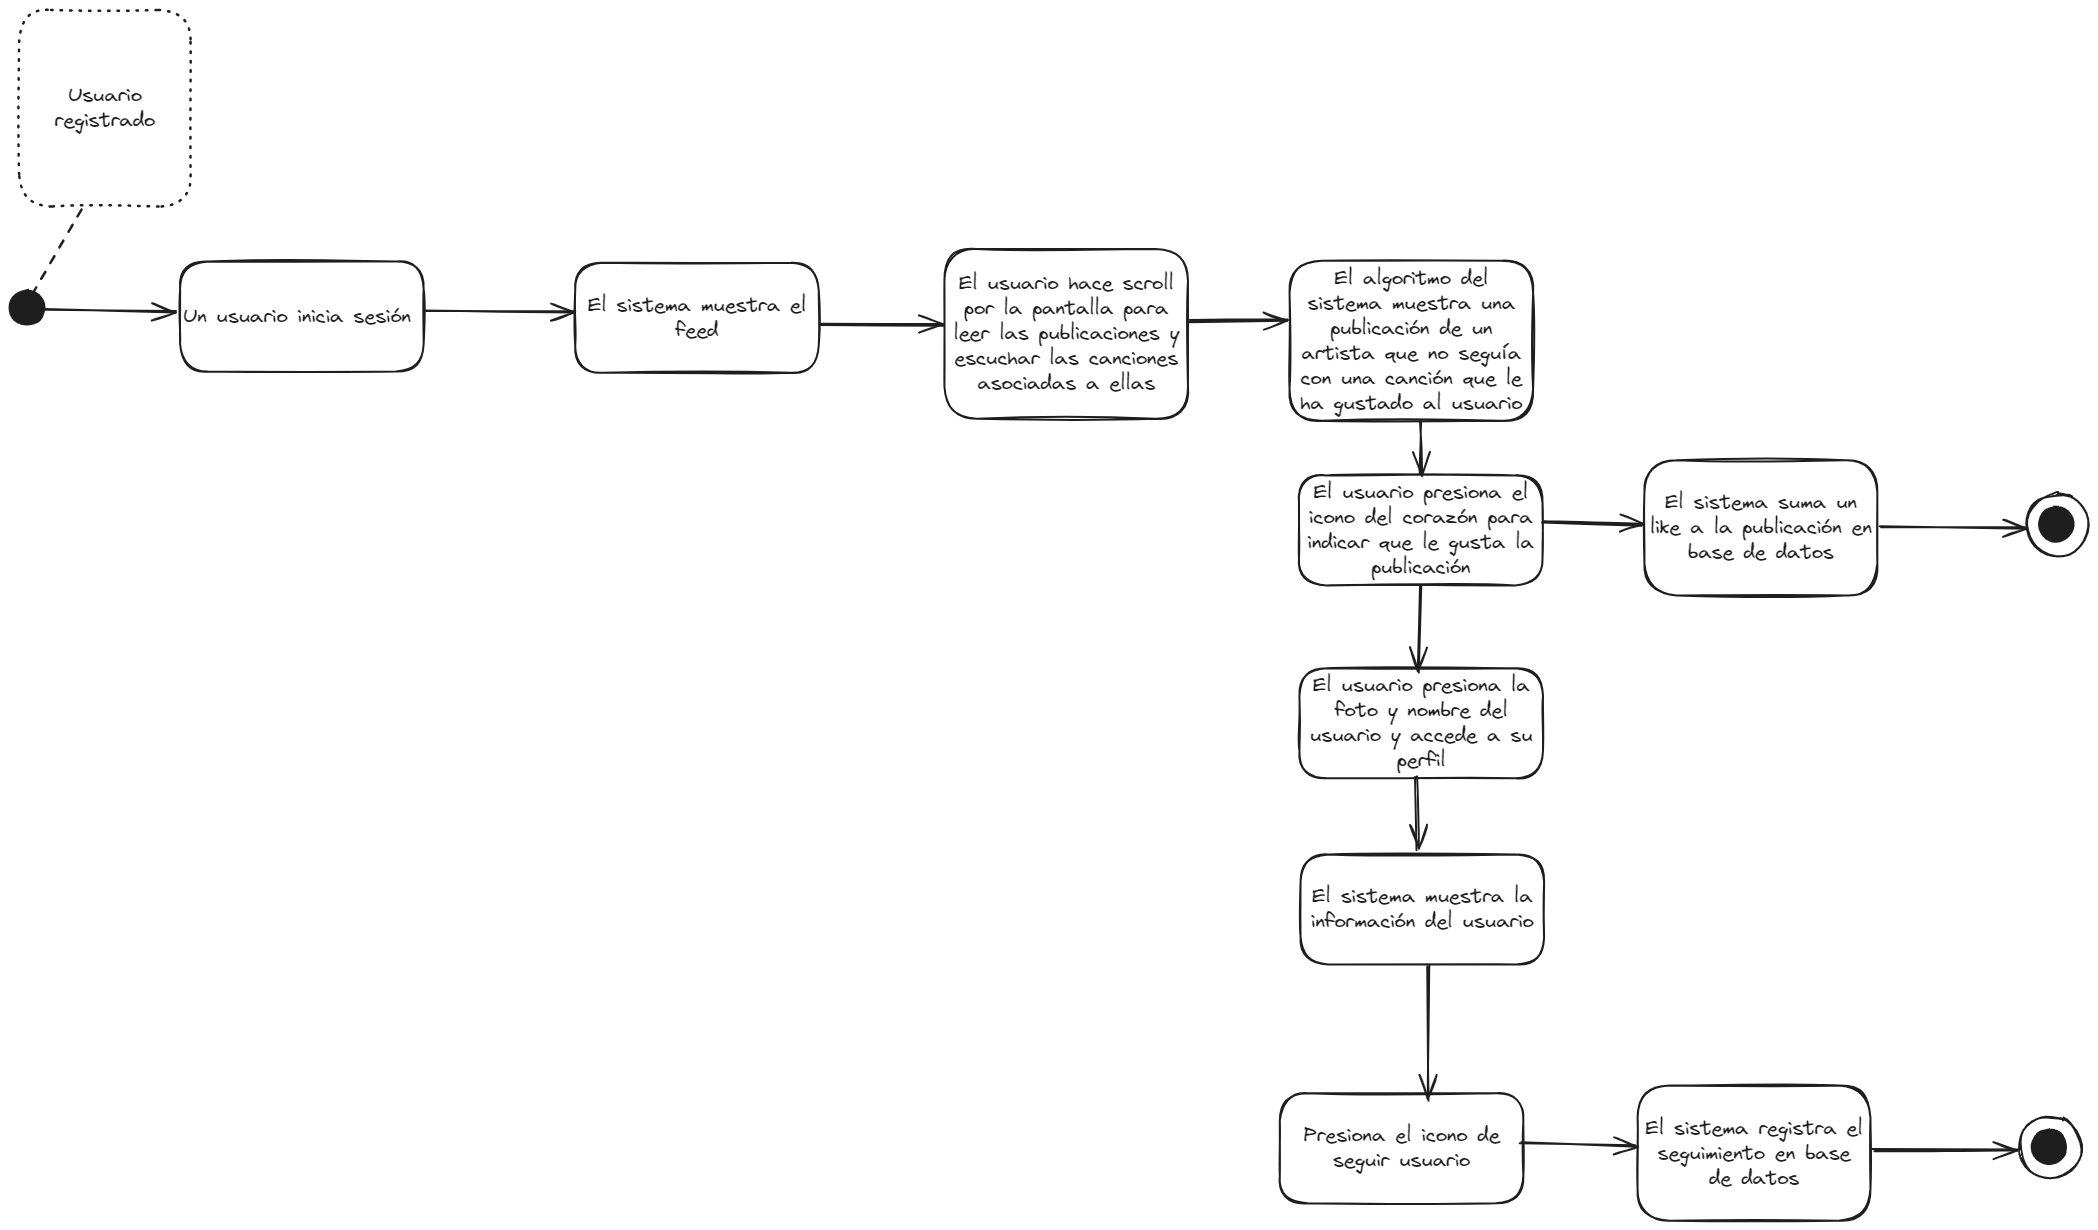 Usuario
registrado
Un usuario inicia sesión
El sistema muestra el
feed
El usuario hace scroll
por la pantalla para
leer las publicaciones y
escuchar las canciones
asociadas a ellas
El algoritmo del
sistema muestra una
publicación de un
artista que no seguía
con una canción que le
ha gustado al usuario
El usuario presiona el
icono del corazón para
indicar que le gusta la
publicación
El sistema suma un
like a la publicación en
base de datos
El usuario presiona la
foto y nombre del
usuario y accede a su
perfil
El sistema muestra la
información del usuario
Presiona el icono de
seguir usuario
El sistema registra el
seguimiento en base
de datos